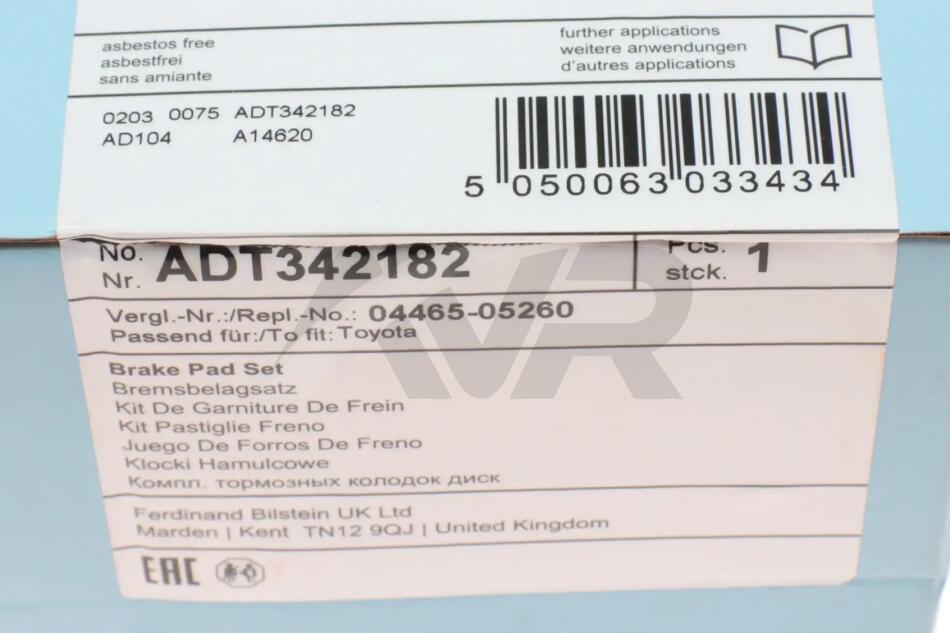 asbestos free
asbestfrei
sans amiante
further applications
weitere anwendungen
d'autres applications
0203 0075 ADT342182
AD104 A14620
5 050063 033434
No.
Nr. ADT342182
Pcs.
stck. 1
Vergl.-Nr.:/Repl.-No.: 04465-05260
Passend für:/To fit: Toyota
Brake Pad Set
Bremsbelagsatz
Kit De Garniture De Frein
Kit Pastiglie Freno
Juego De Forros De Freno
Klocki Hamulcowe
Компл. тормозных колодок диск
Ferdinand Bilstein UK Ltd
Marden | Kent TN12 9QJ | United Kingdom
EAC
AVR